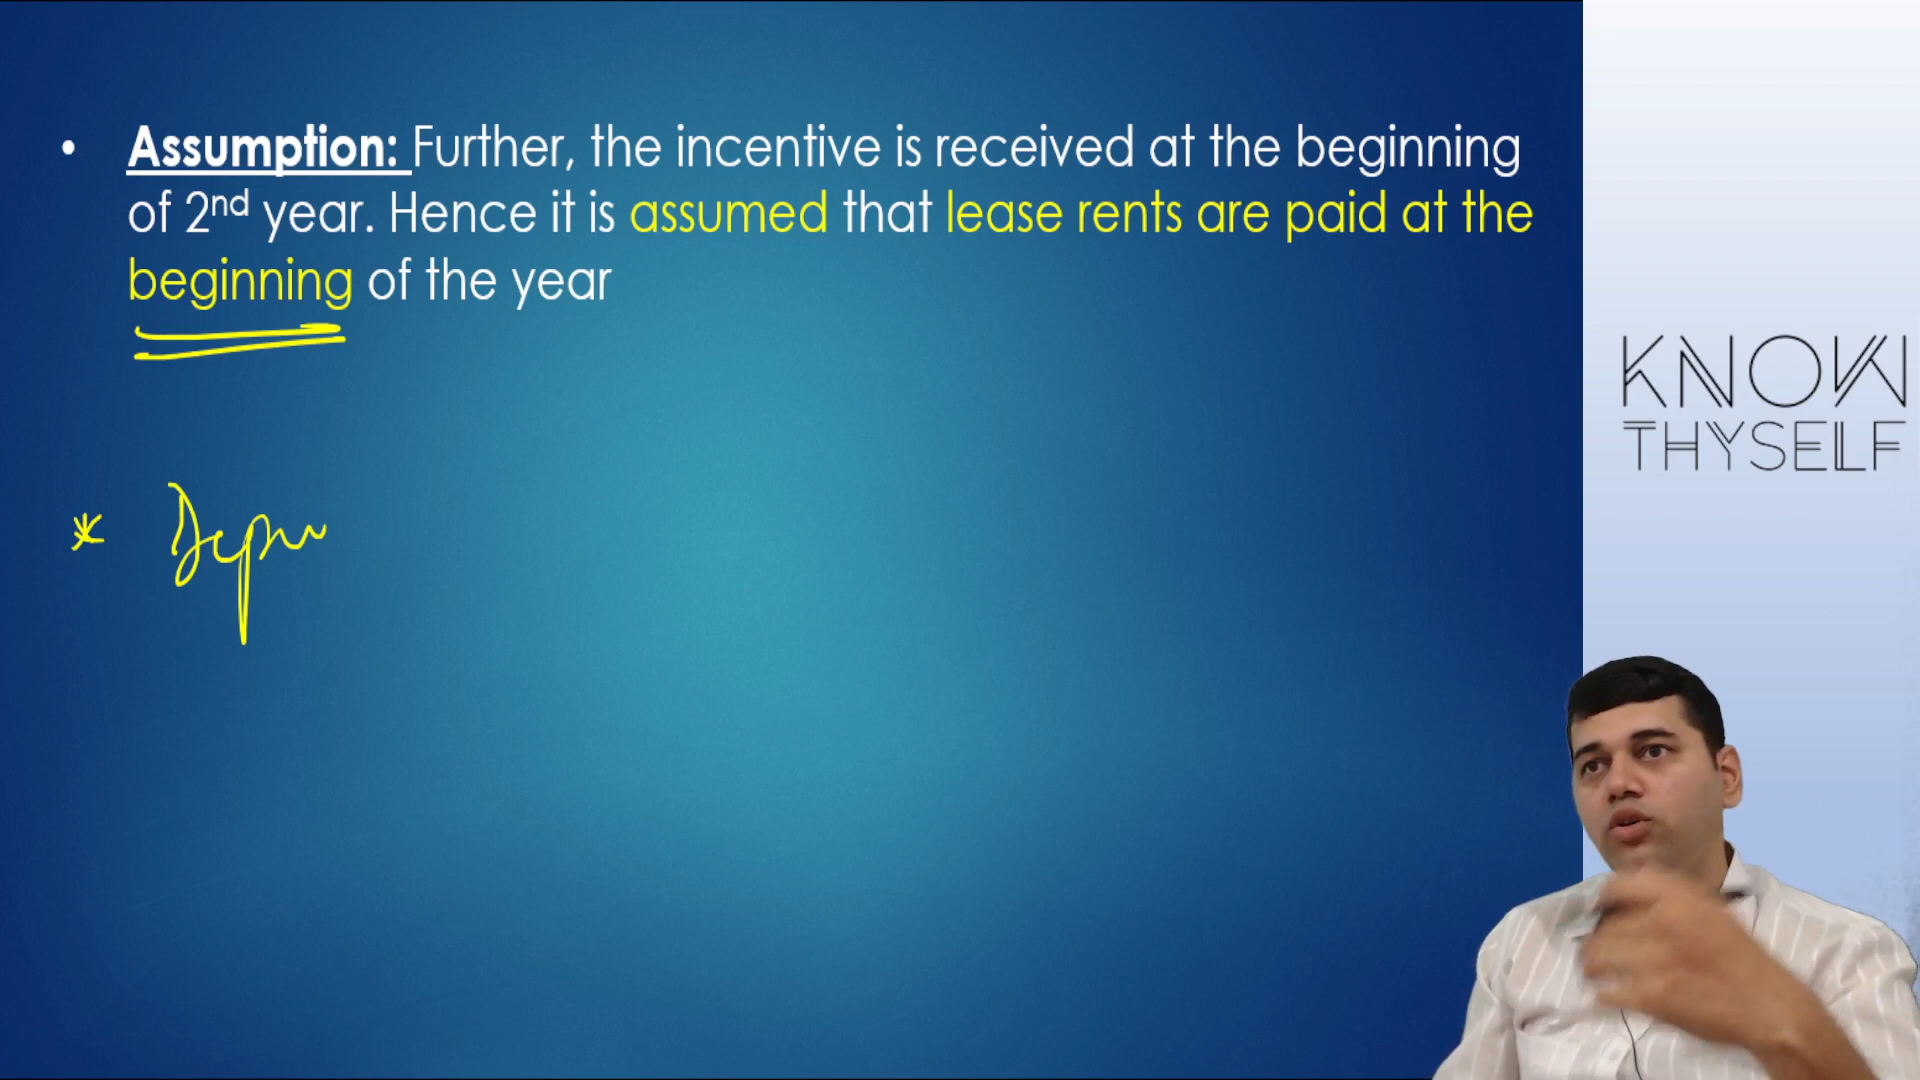 • Assumption: Further, the incentive is received at the beginning
of 2nd year. Hence it is assumed that lease rents are paid at the
beginning of the year
* Depn
KNOW
THYSELF